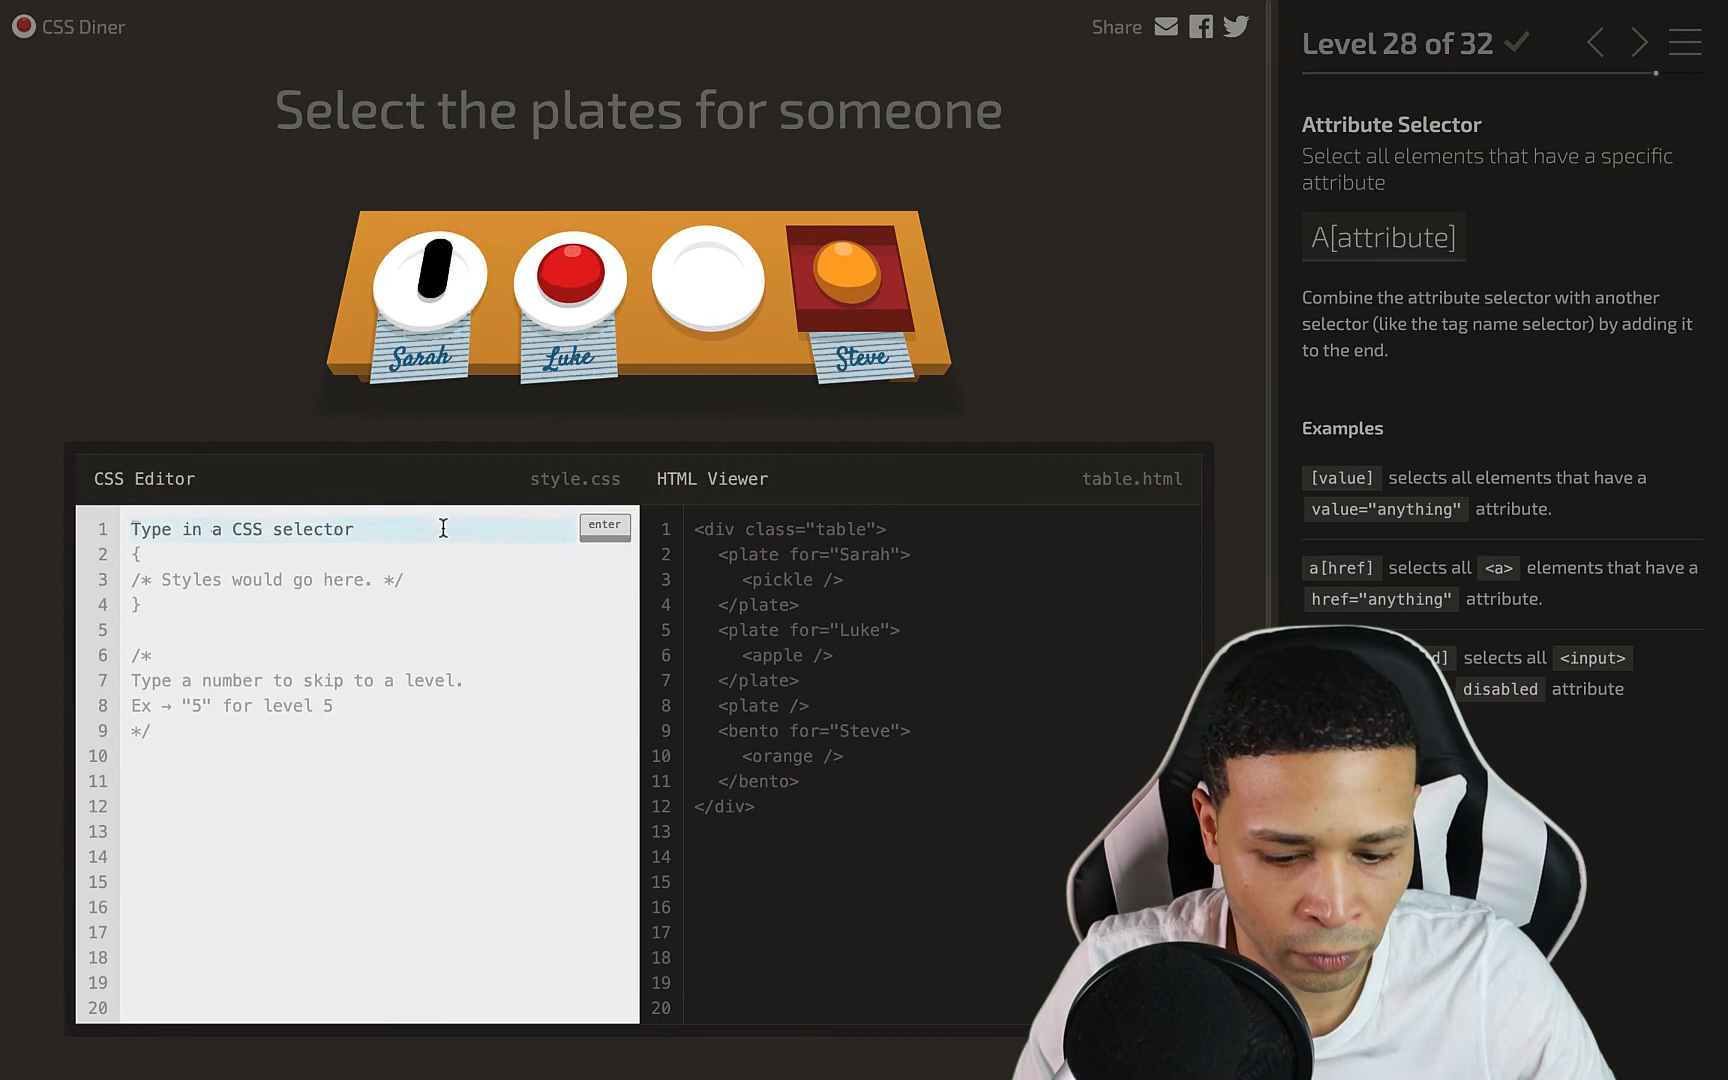 CSS Diner
Share
Select the plates for someone
Sarah
Luke
Steve
CSS Editor
style.css
1 Type in a CSS selector
enter
2 {
3 /* Styles would go here. */
4 }
5
6 /*
7 Type a number to skip to a level.
8 Ex → "5" for level 5
9 */
10
11
12
13
14
15
16
17
18
19
20
HTML Viewer
table.html
1 <div class="table">
2 <plate for="Sarah">
3 <pickle />
4 </plate>
5 <plate for="Luke">
6 <apple />
7 </plate>
8 <plate />
9 <bento for="Steve">
10 <orange />
11 </bento>
12 </div>
13
14
15
16
17
18
19
20
Level 28 of 32
Attribute Selector
Select all elements that have a specific
attribute
A[attribute]
Combine the attribute selector with another
selector (like the tag name selector) by adding it
to the end.
Examples
[value] selects all elements that have a
value="anything" attribute.
a[href] selects all <a> elements that have a
href="anything" attribute.
d] selects all <input>
disabled attribute